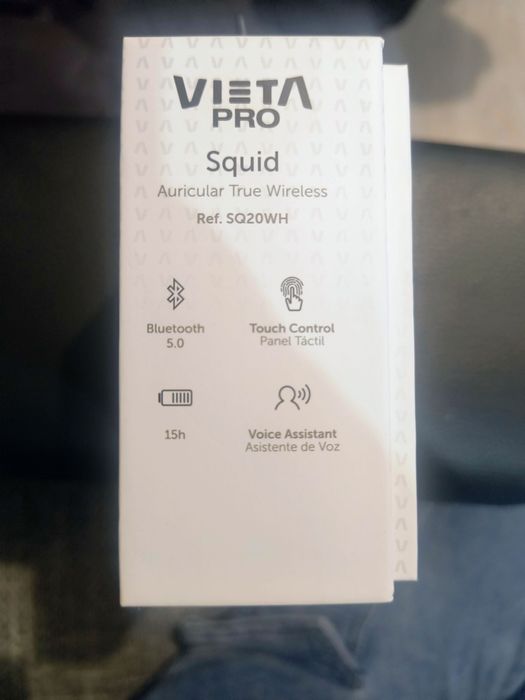 VIETA
PRO
Squid
Auricular True Wireless
Ref. SQ20WH
Bluetooth
5.0
Touch Control
Panel Táctil
15h
Voice Assistant
Asistente de Voz